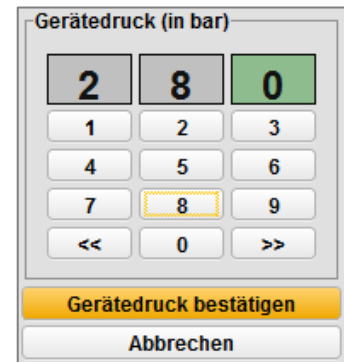 Gerätedruck (in bar)
2 8 0
1 2 3
4 5 6
7 8 9
<< 0 >>
Gerätedruck bestätigen
Abbrechen